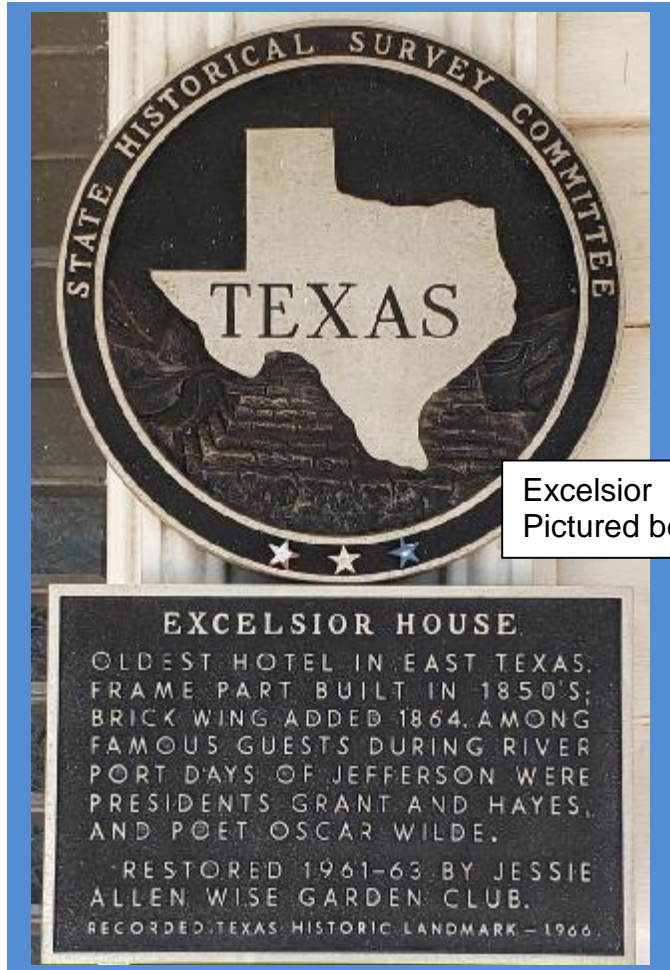 STATE HISTORICAL SURVEY COMMITTEE
TEXAS
Excelsior
Pictured
EXCELSIOR HOUSE
OLDEST HOTEL IN EAST TEXAS.
FRAME PART BUILT IN 1850'S;
BRICK WING ADDED 1864. AMONG
FAMOUS GUESTS DURING RIVER
PORT DAYS OF JEFFERSON WERE
PRESIDENTS GRANT AND HAYES,
AND POET OSCAR WILDE.
RESTORED 1961-63 BY JESSIE
ALLEN WISE GARDEN CLUB.
RECORDED TEXAS HISTORIC LANDMARK - 1966.